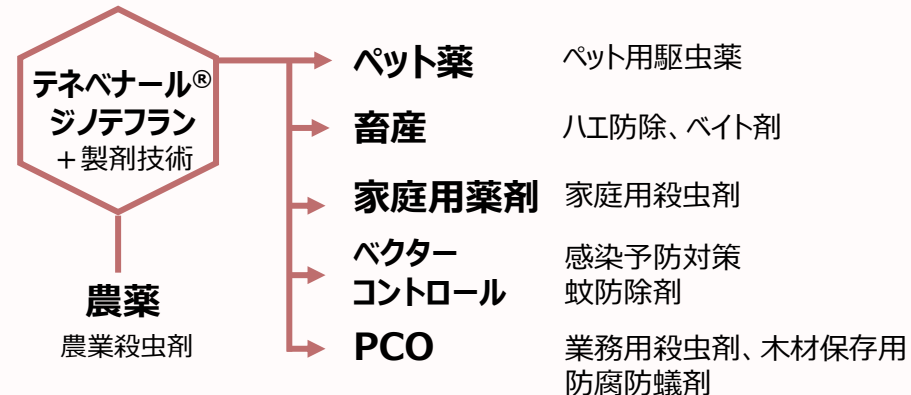 テネベナール®
ジノテフラン
＋製剤技術
農薬
農業殺虫剤
ペット薬 ペット用駆虫薬
畜産 ハエ防除、ベイト剤
家庭用薬剤 家庭用殺虫剤
ベクター
コントロール
感染予防対策
蚊防除剤
PCO
業務用殺虫剤、木材保存用
防腐防蟻剤